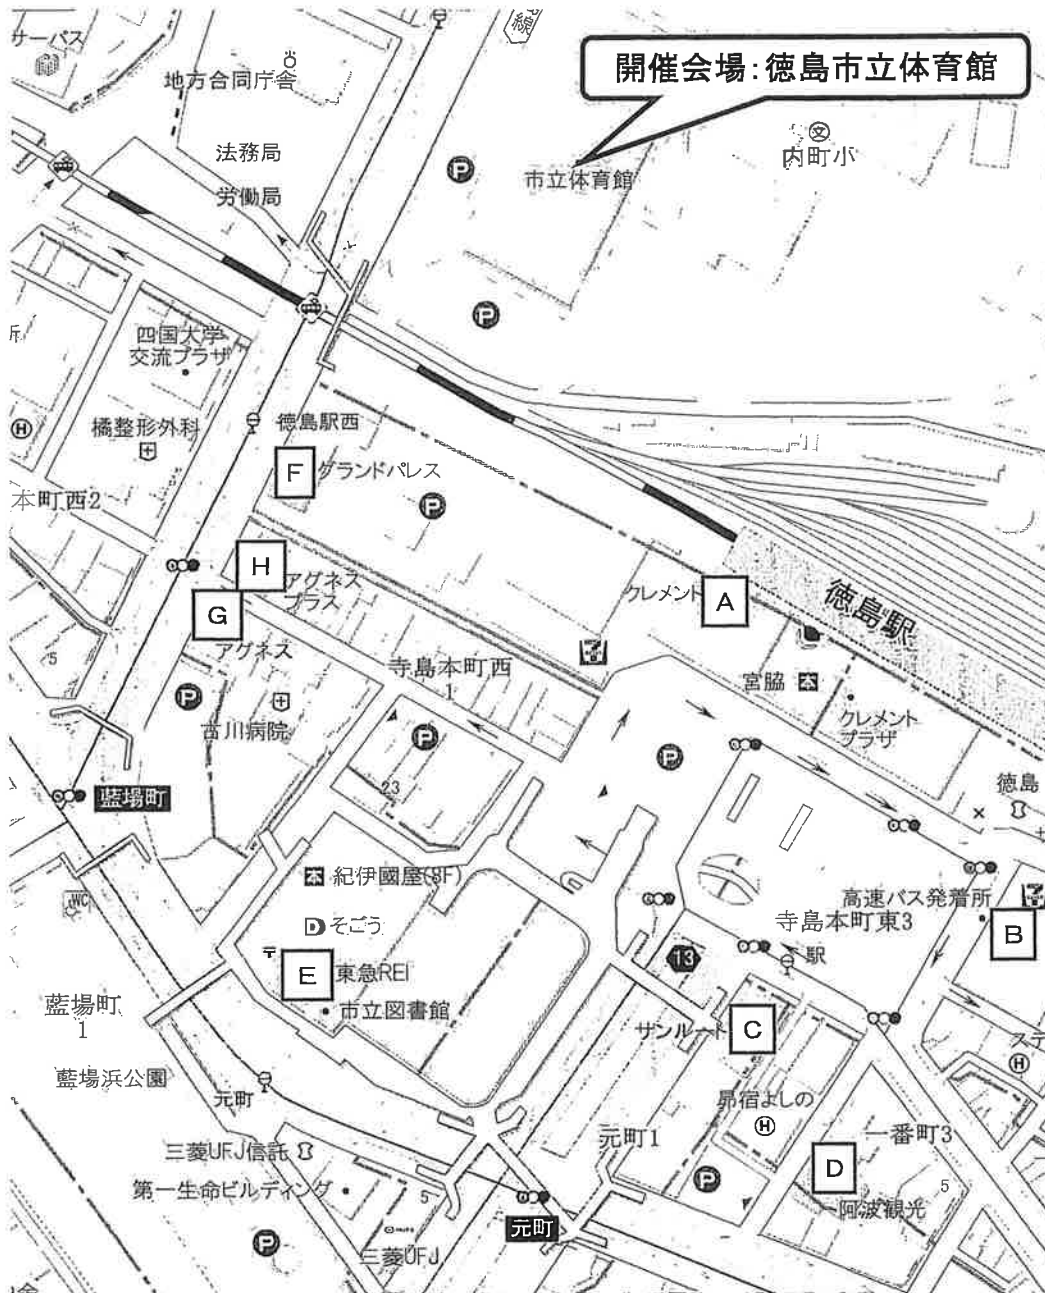 サーバス
線
開催会場:徳島市立体育館
地方合同庁舎
文
内町小
法務局
P
市立体育館
労働局
P
四国大学
交流プラザ
H
徳島駅西
橘整形外科
F
グランドパレス
P
本町西2
H
アグネス
プラス
クレメント
A
徳島駅
G
アグネス
寺島本町西
1
宮脇 本
P
古川病院
クレメント
プラザ
P
P
5
23
徳島
藍場町
本 紀伊國屋(8F)
高速バス発着所
WC
そごう
寺島本町東3
B
13
駅
E
東急REI
藍場町
1
市立図書館
サンルート
C
ステ
H
藍場浜公園
元町
昴宿よしの
H
元町1
一番町3
三菱UFJ信託
D
第一生命ビルディング
5
P
5
阿波観光
元町
P
三菱UFJ